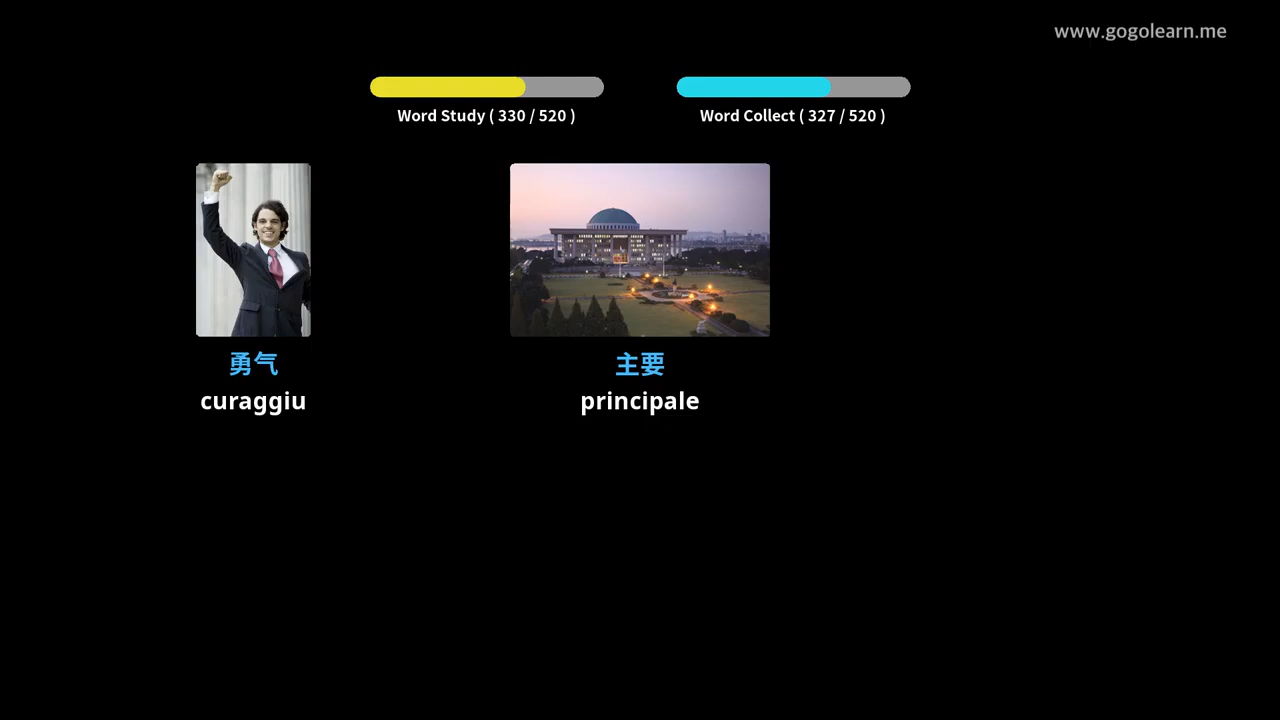 www.gogolearn.me
Word Study ( 330 / 520 )
Word Collect ( 327 / 520 )
勇气
curaggiu
主要
principale